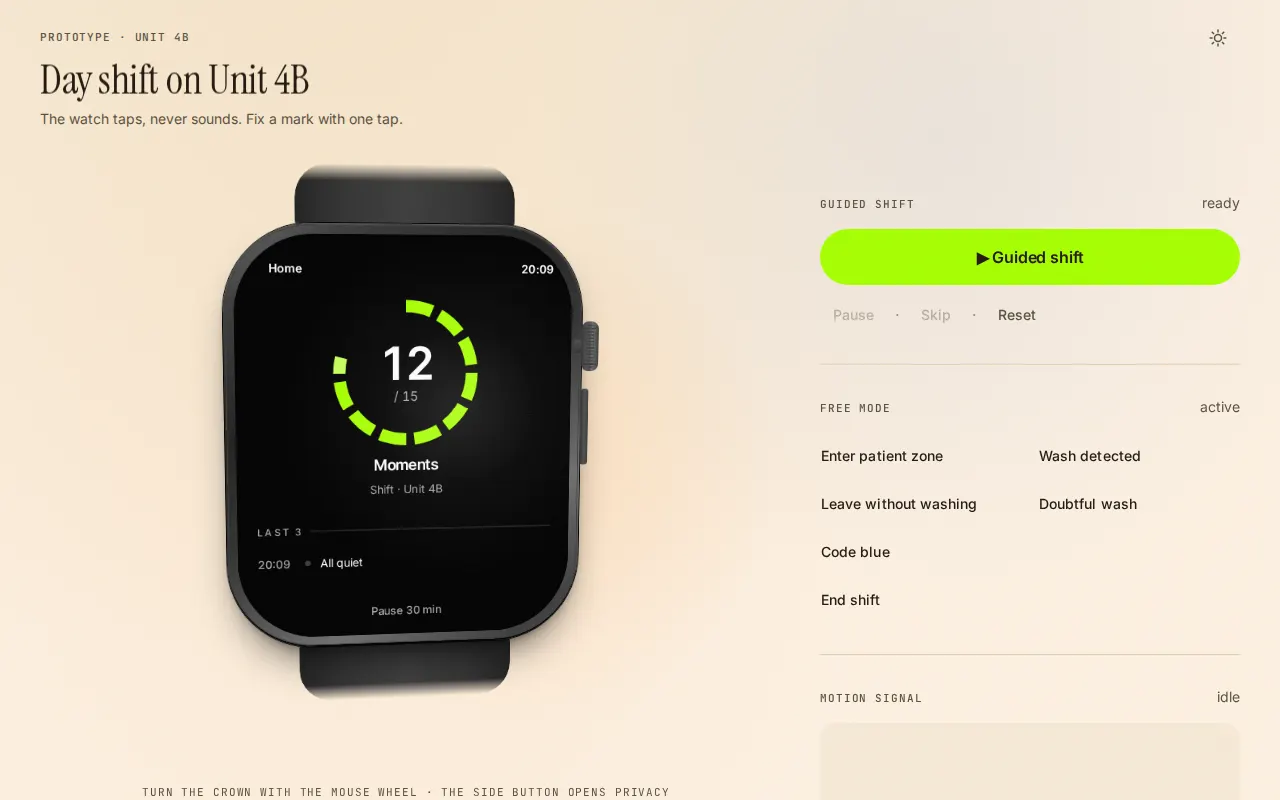 PROTOTYPE · UNIT 4B
Day shift on Unit 4B
The watch taps, never sounds. Fix a mark with one tap.
Home 20:09
12
/ 15
Moments
Shift · Unit 4B
LAST 3
20:09 All quiet
Pause 30 min
TURN THE CROWN WITH THE MOUSE WHEEL · THE SIDE BUTTON OPENS PRIVACY
GUIDED SHIFT ready
▶ Guided shift
Pause · Skip · Reset
FREE MODE active
Enter patient zone Wash detected
Leave without washing Doubtful wash
Code blue
End shift
MOTION SIGNAL idle